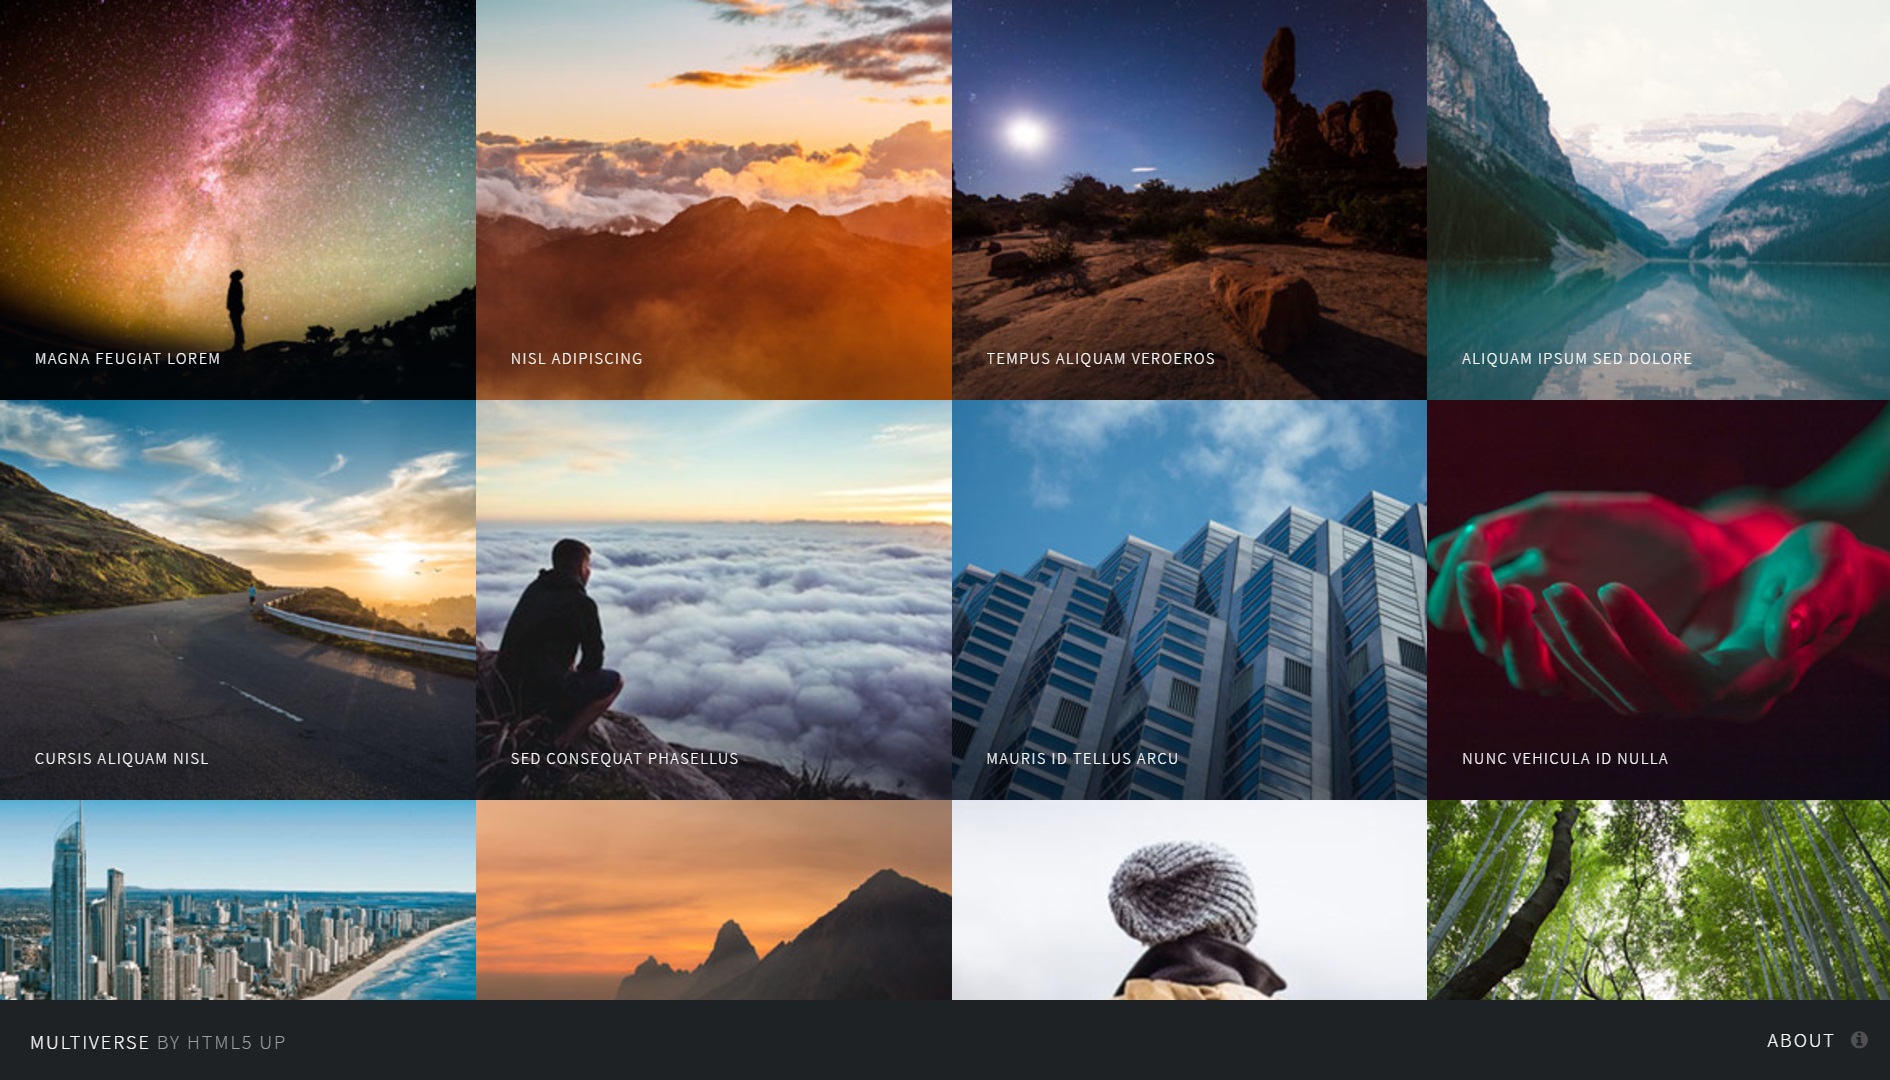 MAGNA FEUGIAT LOREM
NISL ADIPISCING
TEMPUS ALIQUAM VEROEROS
ALIQUAM IPSUM SED DOLORE
CURSIS ALIQUAM NISL
SED CONSEQUAT PHASELLUS
MAURIS ID TELLUS ARCU
NUNC VEHICULA ID NULLA
MULTIVERSE BY HTML5 UP
ABOUT